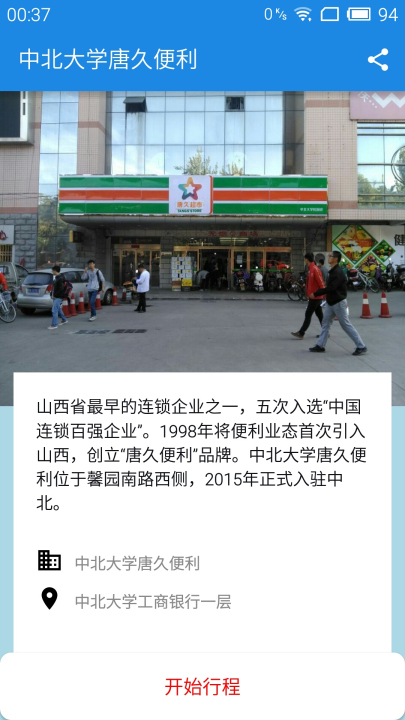 00:37
0 K/s
94
中北大学唐久便利
唐久超市
健
山西省最早的连锁企业之一，五次入选“中国
连锁百强企业”。1998年将便利业态首次引入
山西，创立“唐久便利”品牌。中北大学唐久便
利位于馨园南路西侧，2015年正式入驻中
北。
中北大学唐久便利
中北大学工商银行一层
开始行程